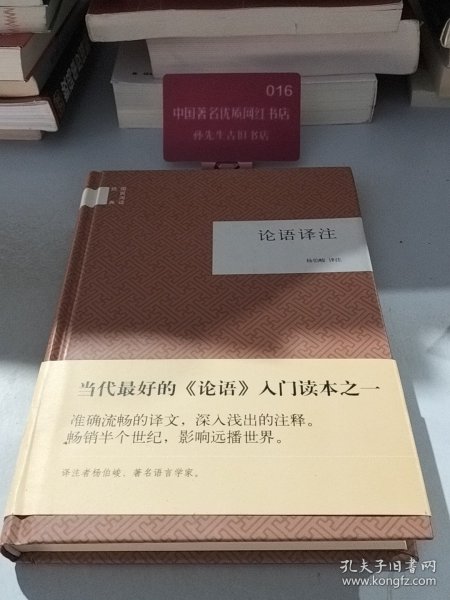 016
中国著名优质网红书店
孙先生古旧书店
论语译注
杨伯峻 译注
当代最好的《论语》入门读本之一
准确流畅的译文，深入浅出的注释。
畅销半个世纪，影响远播世界。
译注者杨伯峻，著名语言学家。
孔夫子旧书网
www.kongfz.com